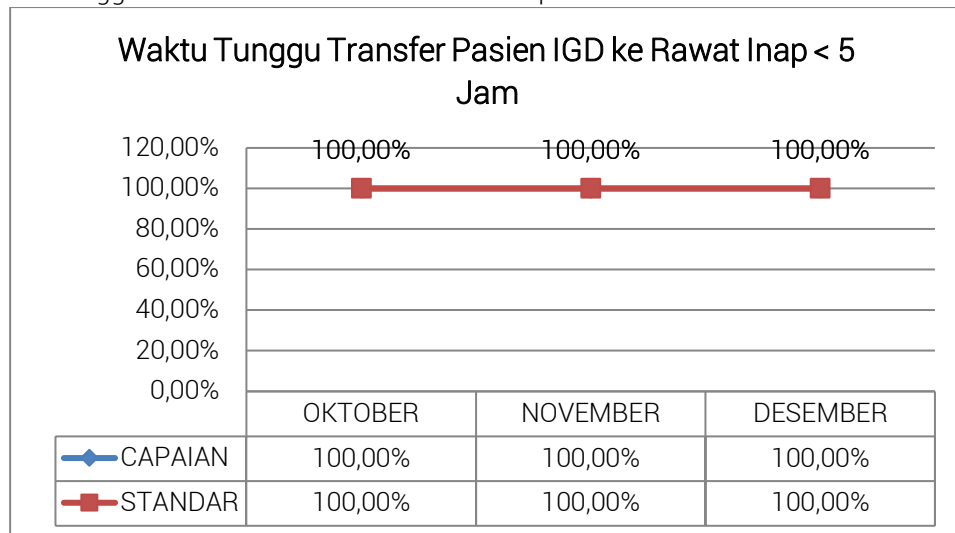 Waktu Tunggu Transfer Pasien IGD ke Rawat Inap < 5
Jam
120,00%
100,00%
80,00%
60,00%
40,00%
20,00%
0,00%
100,00% 100,00% 100,00%
OKTOBER NOVEMBER DESEMBER
CAPAIAN 100,00% 100,00% 100,00%
STANDAR 100,00% 100,00% 100,00%